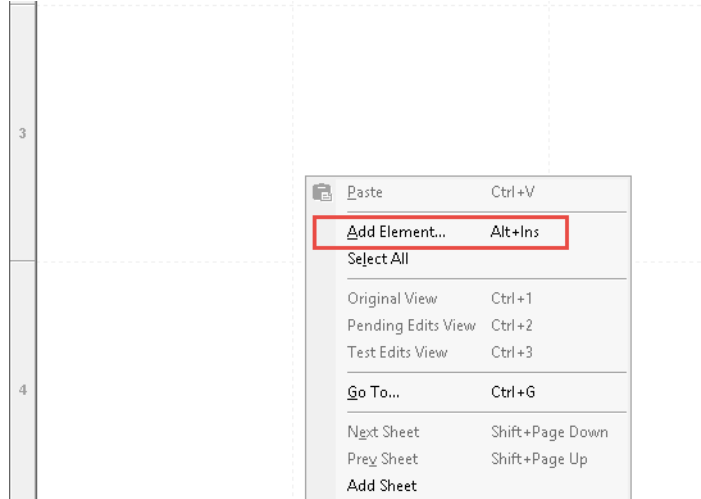 3
Paste Ctrl+V
Add Element... Alt+Ins
Select All
Original View Ctrl+1
Pending Edits View Ctrl+2
Test Edits View Ctrl+3
4
Go To... Ctrl+G
Next Sheet Shift+Page Down
Prev Sheet Shift+Page Up
Add Sheet